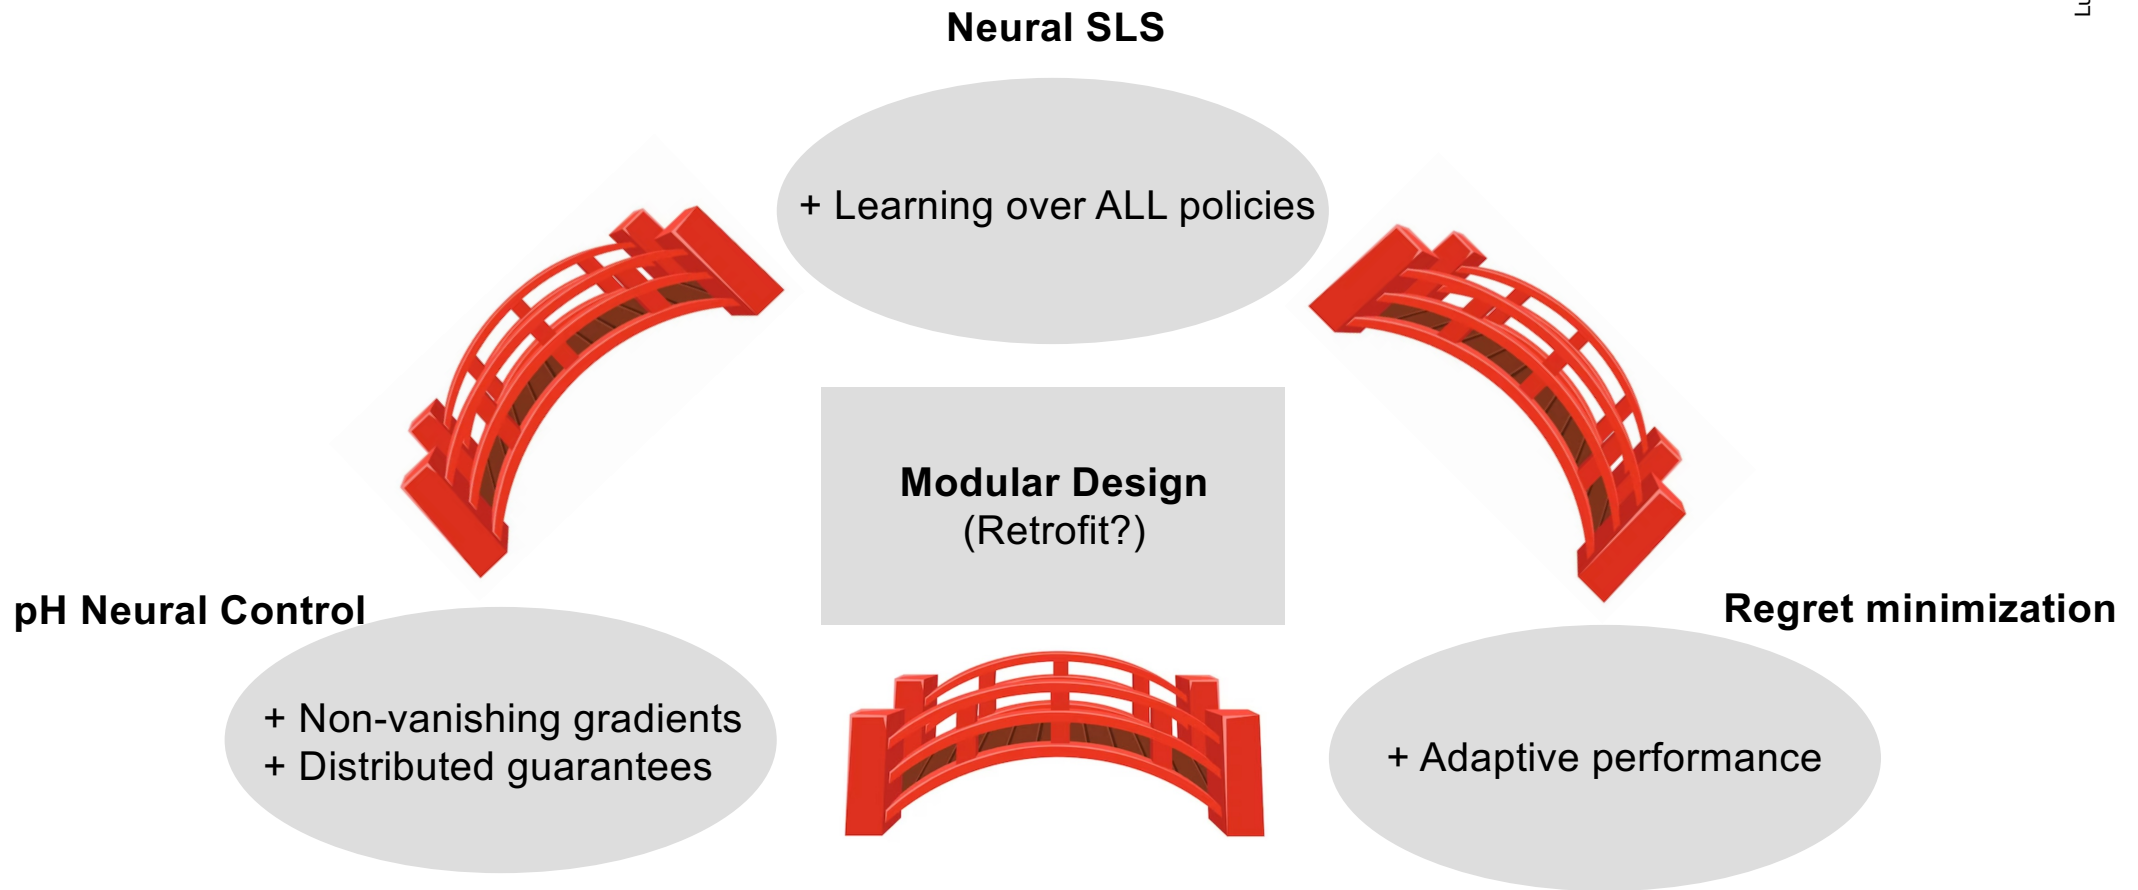 Neural SLS
+ Learning over ALL policies
Modular Design
(Retrofit?)
pH Neural Control
+ Non-vanishing gradients
+ Distributed guarantees
Regret minimization
+ Adaptive performance